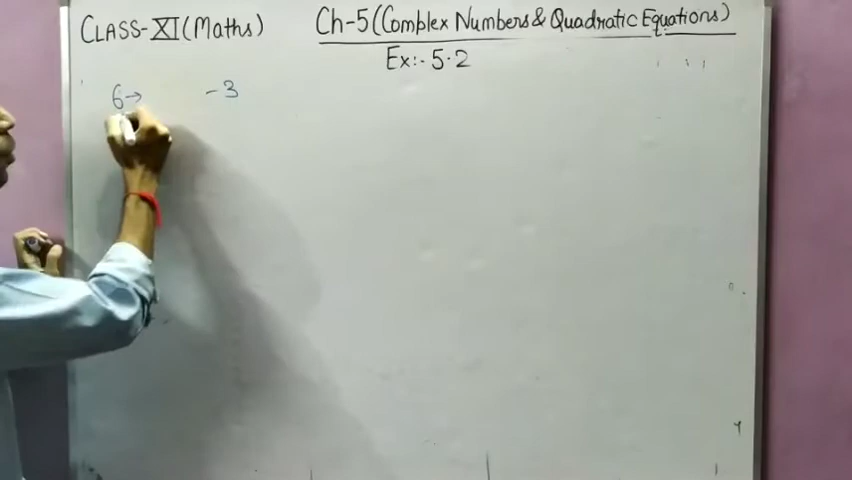 CLASS-XI(Maths)
Ch-5(Complex Numbers & Quadratic Equations)
Ex:- 5.2
6→ -3